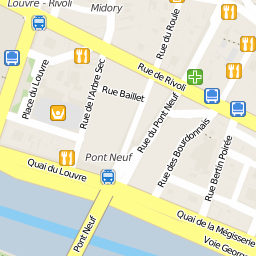 Louvre - Rivoli
Midory
Rue du Roule
Rue de Rivoli
Place du Louvre
Rue de l'Arbre Sec
Rue Baillet
Rue du Pont Neuf
Rue des Bourdonnais
Rue Bertin Poirée
Pont Neuf
Quai du Louvre
Pont Neuf
Quai de la Mégisserie
Voie Georg